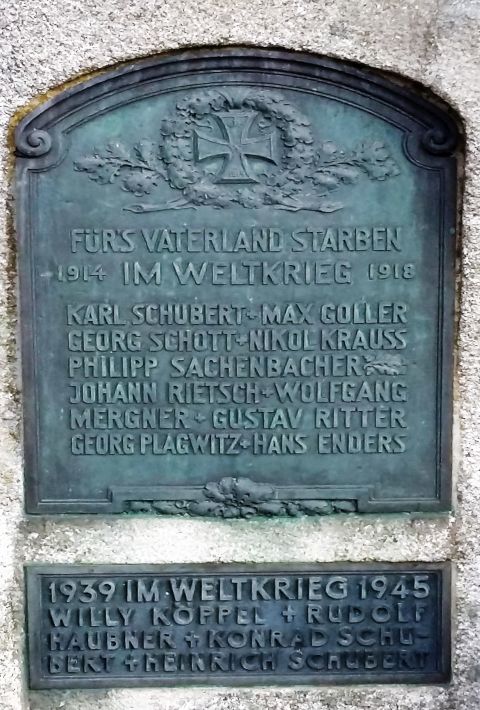 FÜR'S VATERLAND STARBEN
1914 IM WELTKRIEG 1918
KARL SCHUBERT + MAX GOLLER
GEORG SCHOTT + NIKOL KRAUSS
PHILIPP SACHENBACHER
JOHANN RIETSCH + WOLFGANG
MERGNER + GUSTAV RITTER
GEORG PLAGWITZ + HANS ENDERS
1939 IM WELTKRIEG 1945
WILLY KÖPPEL + RUDOLF
HAUBNER + KONRAD SCHU-
BERT + HEINRICH SCHUBERT